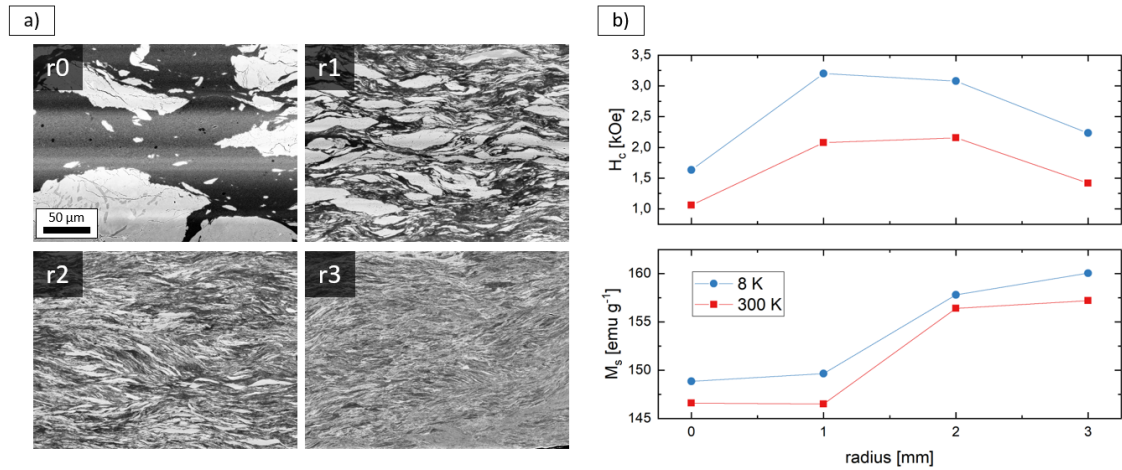 a)
r0
50 µm
r1
r2
r3
b)
3,5
3,0
2,5
2,0
1,5
1,0
H_c [kOe]
160
155
150
145
M_s [emu g⁻¹]
8 K
300 K
0 1 2 3
radius [mm]